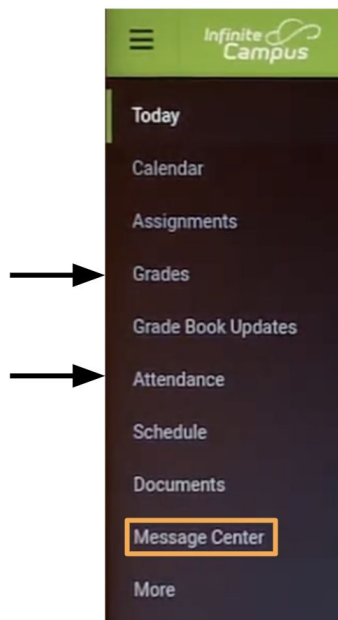 Infinite
Campus
Today
Calendar
Assignments
Grades
Grade Book Updates
Attendance
Schedule
Documents
Message Center
More